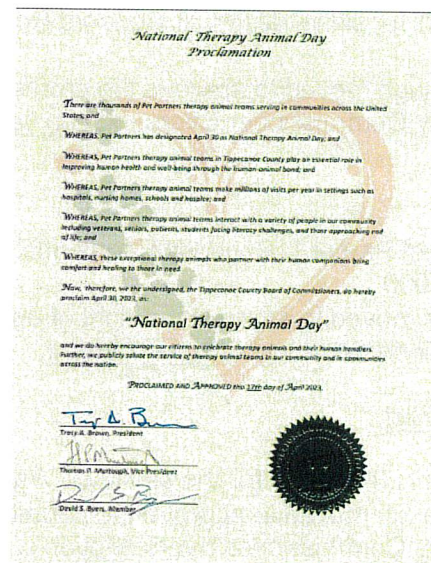 National Therapy Animal Day
Proclamation
There are thousands of Pet Partners therapy animal teams serving in communities across the United
States; and
WHEREAS, Pet Partners has designated April 30 as National Therapy Animal Day; and
WHEREAS, Pet Partners therapy animal teams in Tippecanoe County play an essential role in
improving human health and well-being through the human-animal bond; and
WHEREAS, Pet Partners therapy animal teams make millions of visits per year in settings such as
hospitals, nursing homes, schools and hospice; and
WHEREAS, Pet Partners therapy animal teams interact with a variety of people in our community
including veterans, seniors, patients, students facing literacy challenges, and those approaching end
of life; and
WHEREAS, these exceptional therapy animals who partner with their human companions bring
comfort and healing to those in need
Now, therefore, we the undersigned, the Tippecanoe County Board of Commissioners, do hereby
proclaim April 30, 2023, as:
"National Therapy Animal Day"
and we do hereby encourage our citizens to celebrate therapy animals and their human handlers.
Further, we publicly salute the service of therapy animal teams in our community and in communities
across the nation.
PROCLAIMED AND APPROVED this 17th day of April 2023.
Tracy A. Brown, President
Thomas P. Murtaugh, Vice President
David S. Byers, Member